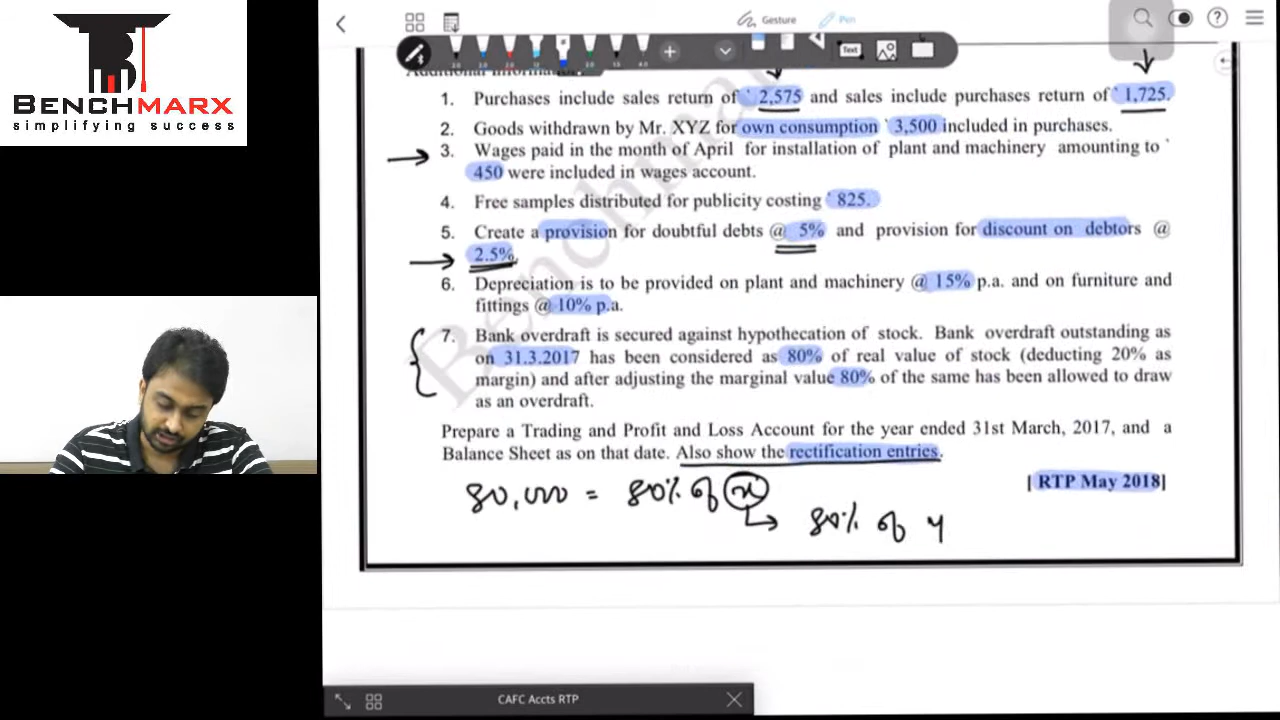 BENCHMARX
simplifying success
Gesture
Pen
Text
1. Purchases include sales return of ` 2,575 and sales include purchases return of ` 1,725.
2. Goods withdrawn by Mr. XYZ for own consumption ` 3,500 included in purchases.
3. Wages paid in the month of April for installation of plant and machinery amounting to `
450 were included in wages account.
4. Free samples distributed for publicity costing ` 825.
5. Create a provision for doubtful debts @ 5% and provision for discount on debtors @
2.5%.
6. Depreciation is to be provided on plant and machinery @ 15% p.a. and on furniture and
fittings @ 10% p.a.
7. Bank overdraft is secured against hypothecation of stock. Bank overdraft outstanding as
on 31.3.2017 has been considered as 80% of real value of stock (deducting 20% as
margin) and after adjusting the marginal value 80% of the same has been allowed to draw
as an overdraft.
Prepare a Trading and Profit and Loss Account for the year ended 31st March, 2017, and a
Balance Sheet as on that date. Also show the rectification entries.
[RTP May 2018]
80,000 = 80% of x
80% of y
CAFC Accts RTP